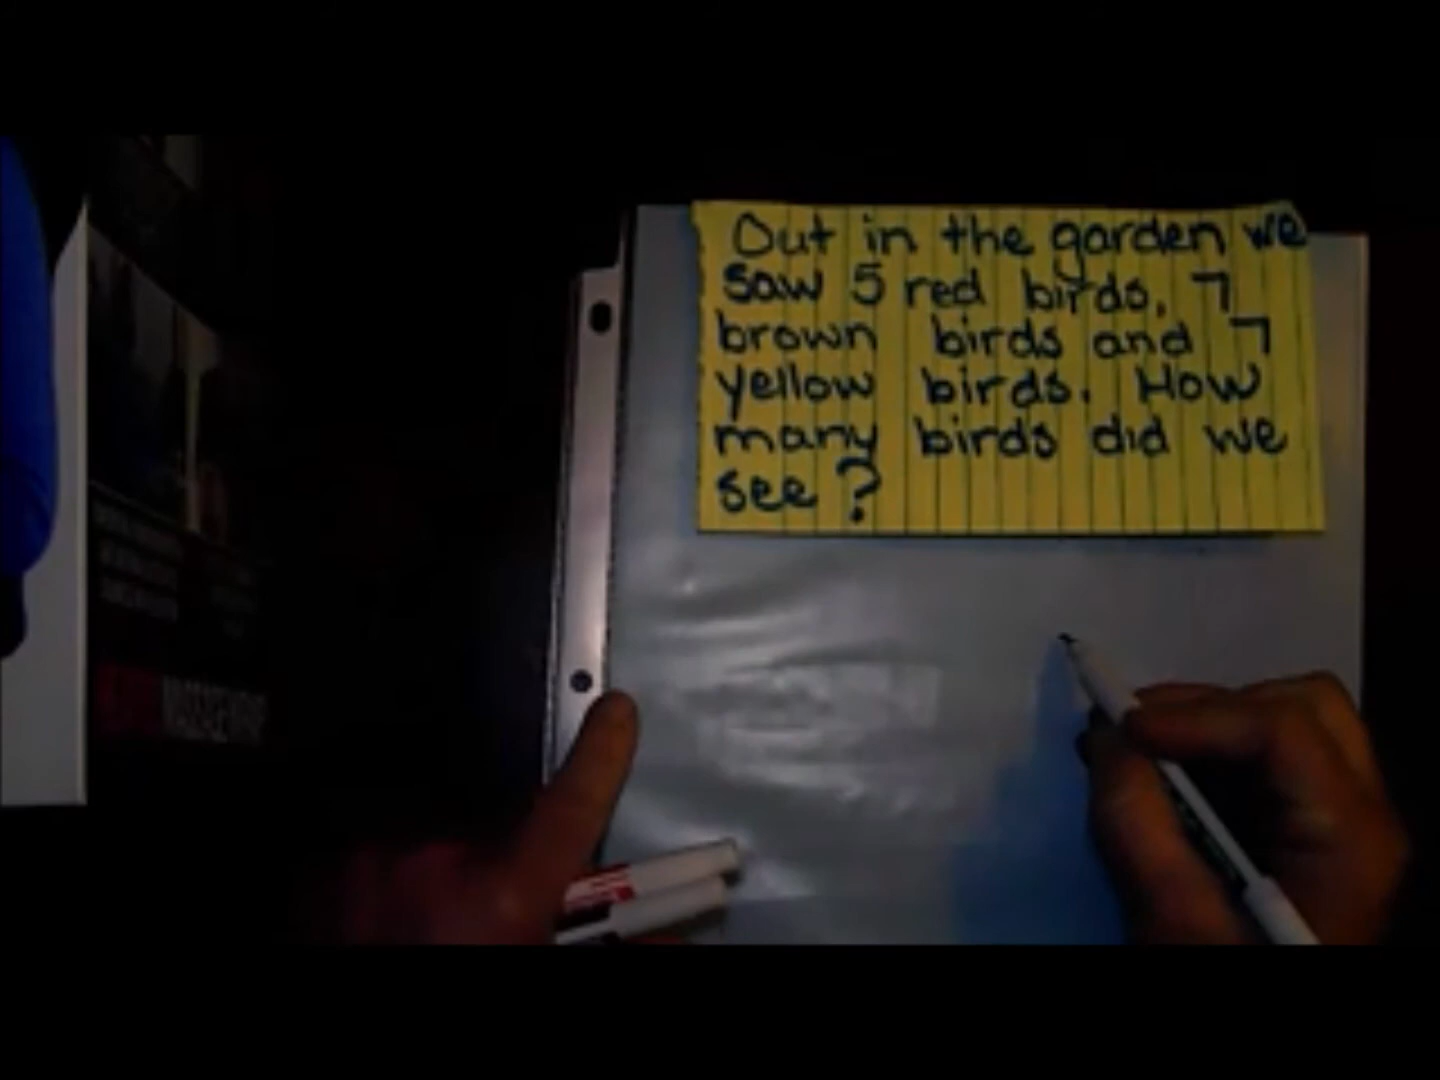 Out in the garden we
saw 5 red birds, 7
brown birds and 7
yellow birds. How
many birds did we
see?